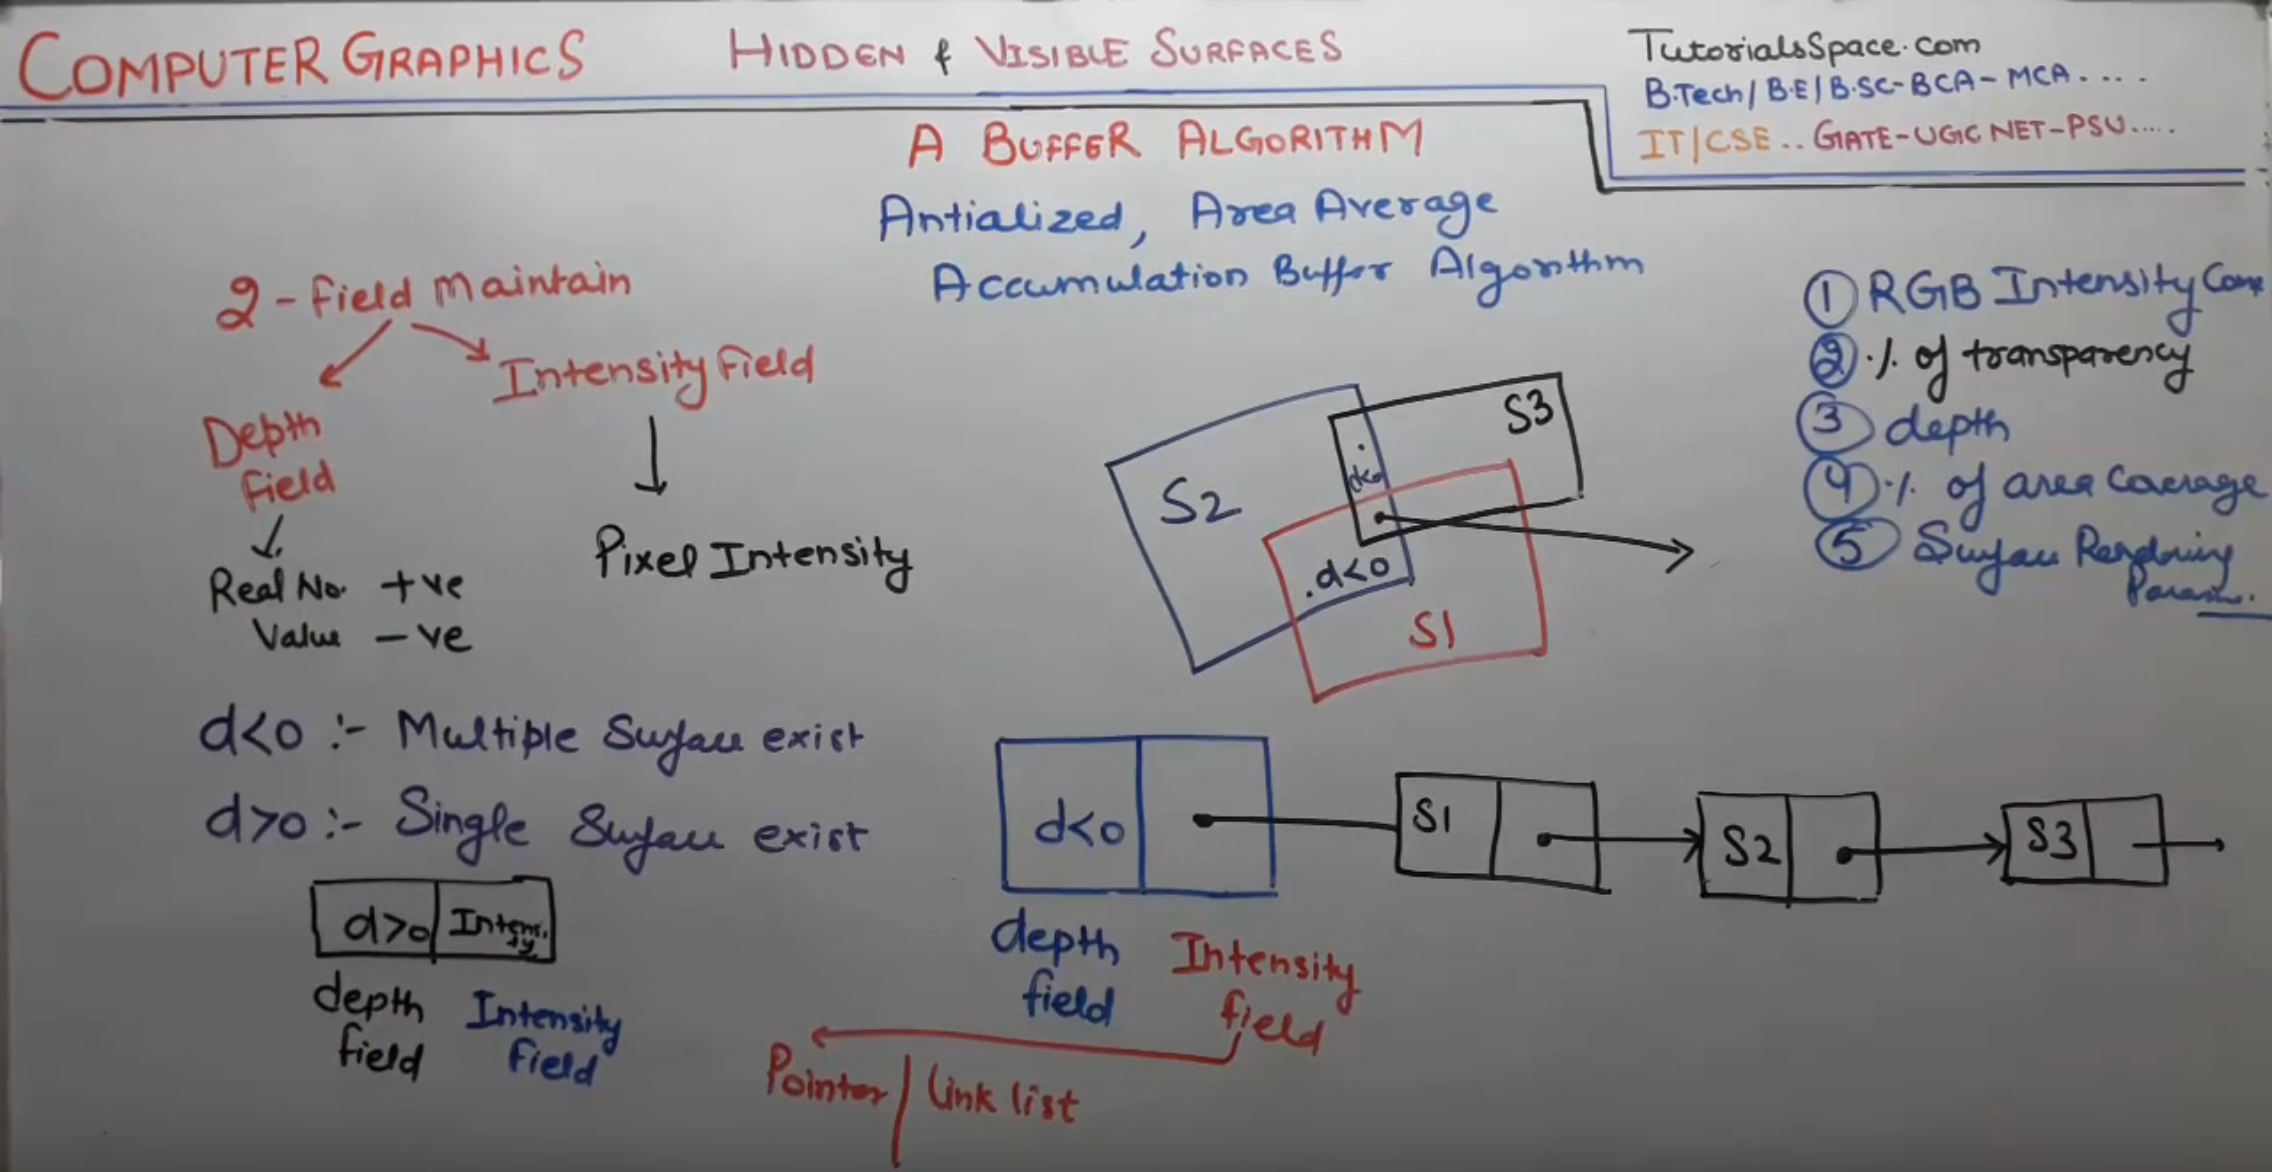 COMPUTER GRAPHICS
HIDDEN & VISIBLE SURFACES
TutorialsSpace.com
B.Tech/B.E/B.SC-BCA-MCA....
IT/CSE.. GATE-UGC NET-PSU.....
A BUFFER ALGORITHM
Antialized, Area Average
Accumulation Buffer Algorithm
2-field Maintain
Depth field
Intensity field
Real No. +ve
Value -ve
Pixel Intensity
d<0 :- Multiple Surface exist
d>0 :- Single Surface exist
d>0 Intensity
depth field
Intensity field
S2
S3
d<0
.d<0
S1
① RGB Intensity Com
② % of transparency
③ depth
④ % of area Coverage
⑤ Surface Rendring
Param.
d<0
S1
S2
S3
depth field
Intensity field
Pointer / Link list